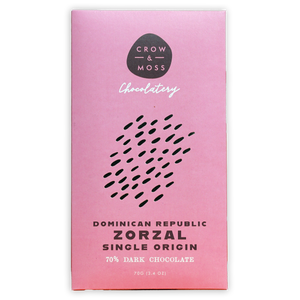 CROW
&
MOSS
Chocolatery
DOMINICAN REPUBLIC
ZORZAL
SINGLE ORIGIN
70% DARK CHOCOLATE